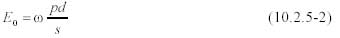 E₀ = ω pd/s (10.2.5-2)